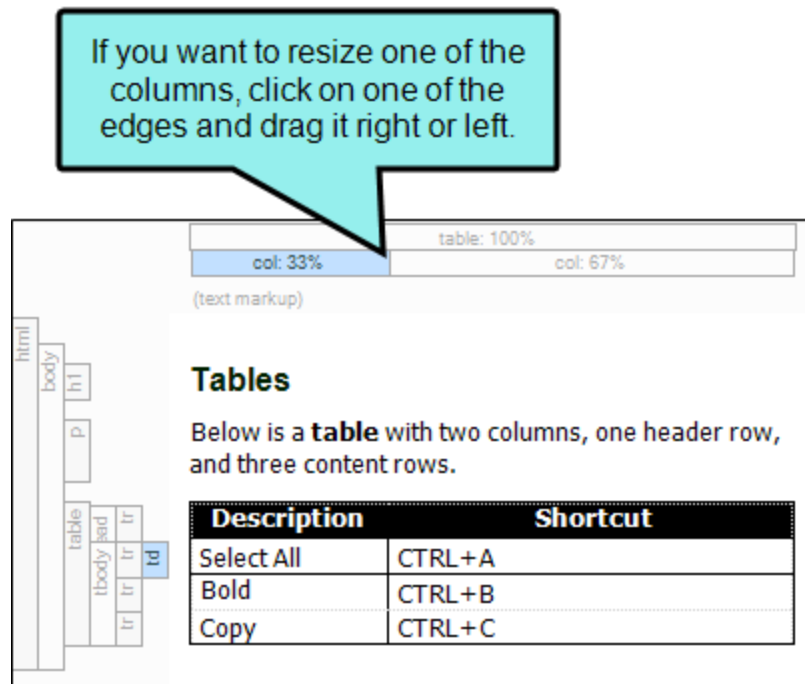 If you want to resize one of the
columns, click on one of the
edges and drag it right or left.
table: 100%
col: 33% col: 67%
(text markup)
html
body
h1
p
table
ead
tbody
tr
tr
tr
tr
td
Tables
Below is a table with two columns, one header row,
and three content rows.
Description Shortcut
Select All CTRL+A
Bold CTRL+B
Copy CTRL+C